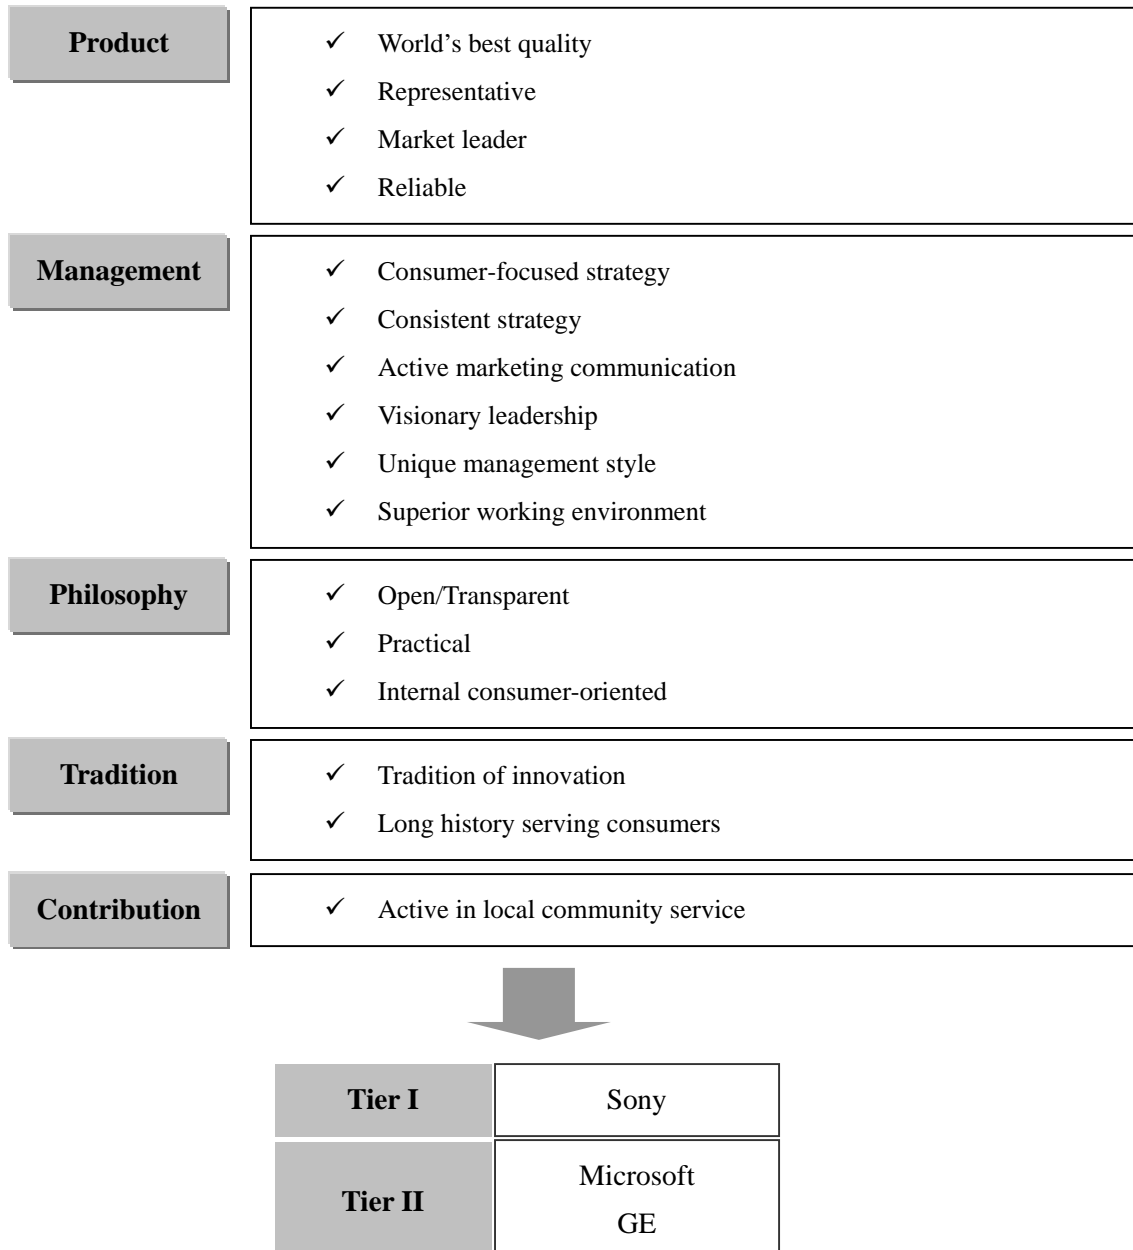 Product
✓ World's best quality
✓ Representative
✓ Market leader
✓ Reliable
Management
✓ Consumer-focused strategy
✓ Consistent strategy
✓ Active marketing communication
✓ Visionary leadership
✓ Unique management style
✓ Superior working environment
Philosophy
✓ Open/Transparent
✓ Practical
✓ Internal consumer-oriented
Tradition
✓ Tradition of innovation
✓ Long history serving consumers
Contribution
✓ Active in local community service
Tier I
Sony
Tier II
Microsoft
GE